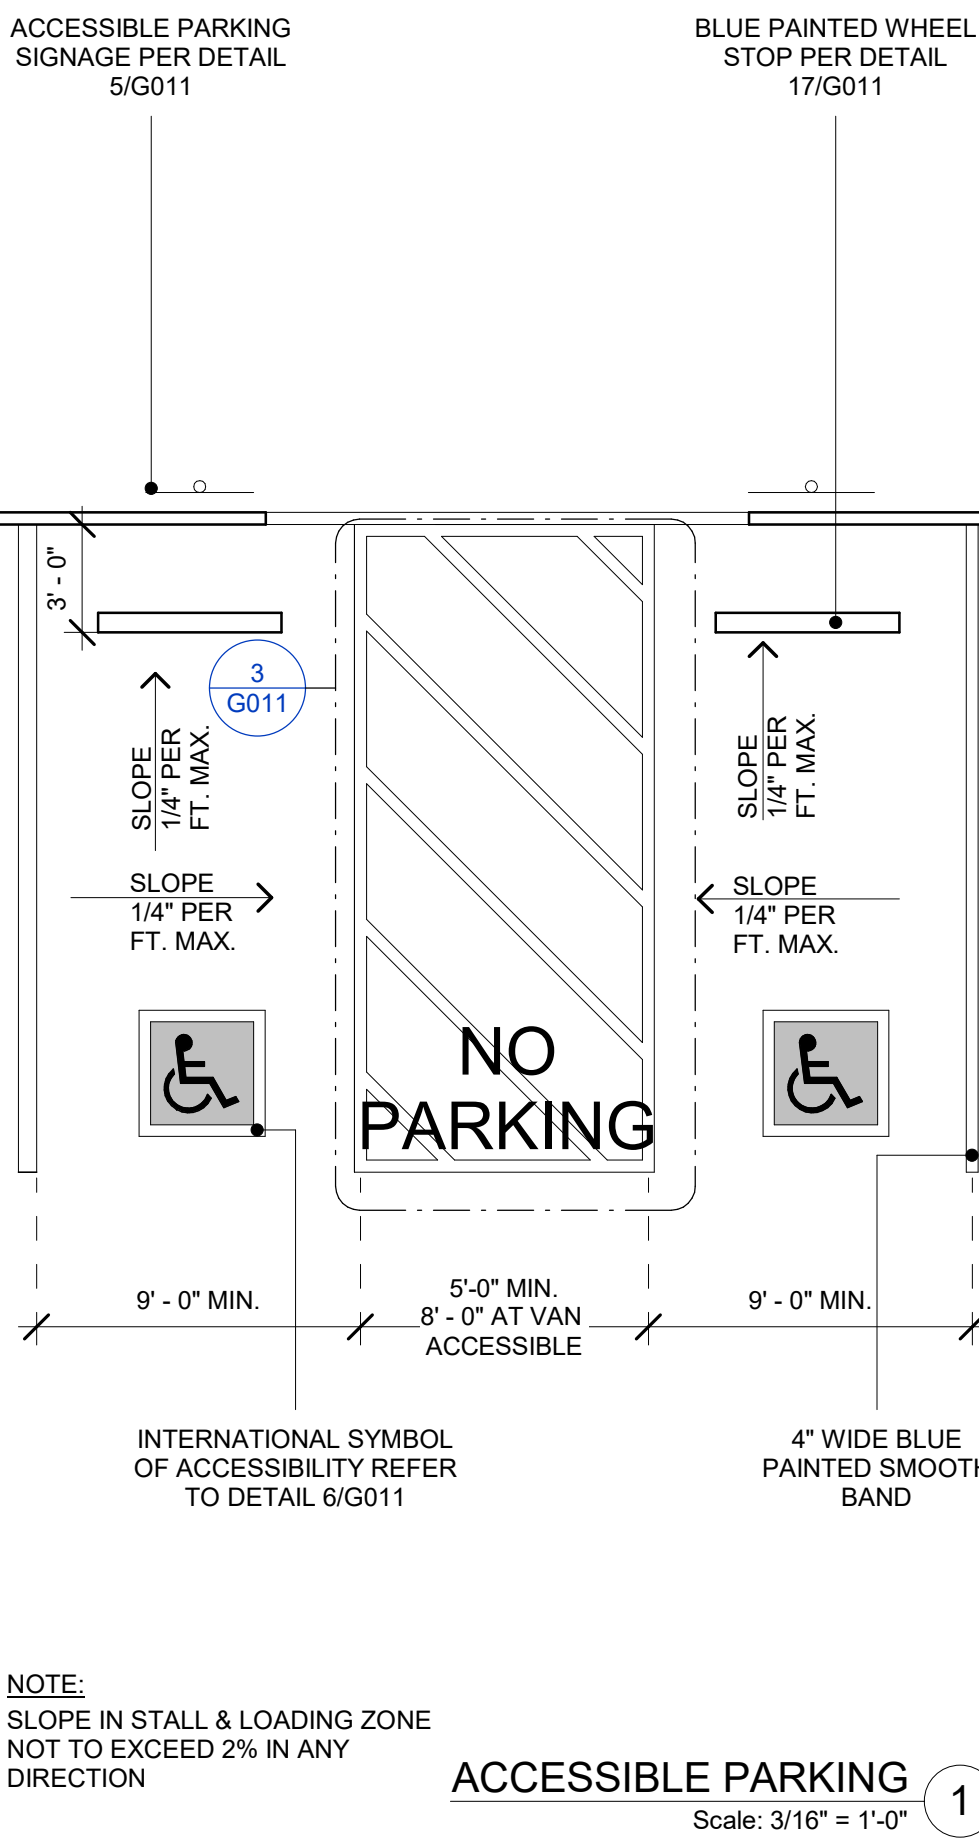 ACCESSIBLE PARKING
SIGNAGE PER DETAIL
5/G011
BLUE PAINTED WHEEL
STOP PER DETAIL
17/G011
3' - 0"
3
G011
SLOPE
1/4" PER
FT. MAX.
SLOPE
1/4" PER
FT. MAX.
SLOPE
1/4" PER
FT. MAX.
SLOPE
1/4" PER
FT. MAX.
NO
PARKING
9' - 0" MIN.
5'-0" MIN.
8' - 0" AT VAN
ACCESSIBLE
9' - 0" MIN.
INTERNATIONAL SYMBOL
OF ACCESSIBILITY REFER
TO DETAIL 6/G011
4" WIDE BLUE
PAINTED SMOOTH
BAND
NOTE:
SLOPE IN STALL & LOADING ZONE
NOT TO EXCEED 2% IN ANY
DIRECTION
ACCESSIBLE PARKING
1
Scale: 3/16" = 1'-0"